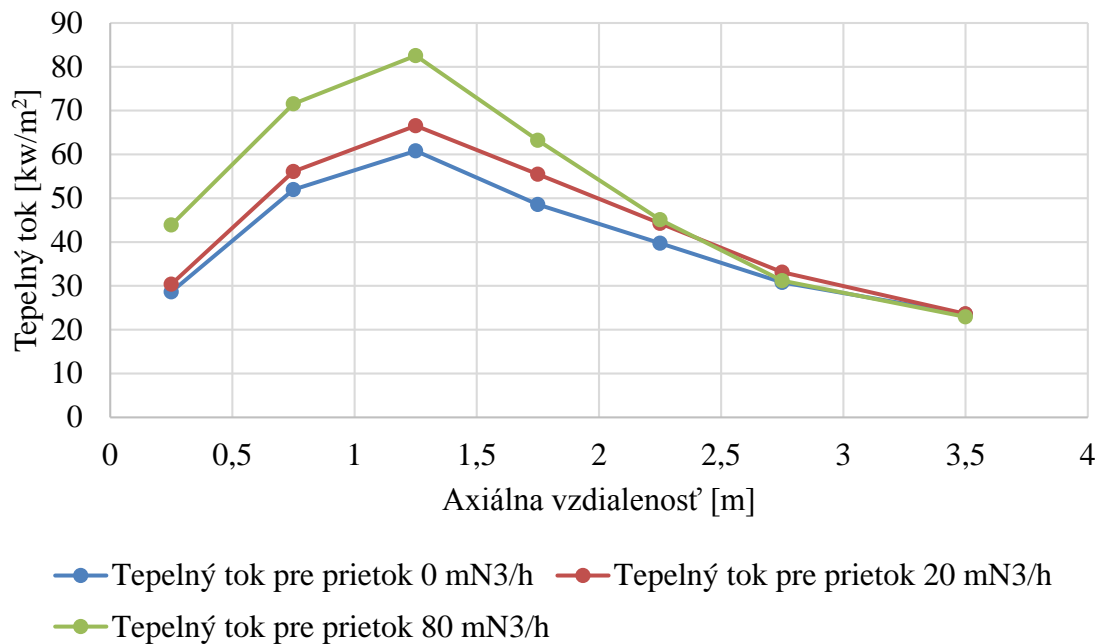 Tepelný tok [kw/m²]
90
80
70
60
50
40
30
20
10
0
0 0,5 1 1,5 2 2,5 3 3,5 4
Axiálna vzdialenosť [m]
Tepelný tok pre prietok 0 mN3/h Tepelný tok pre prietok 20 mN3/h
Tepelný tok pre prietok 80 mN3/h